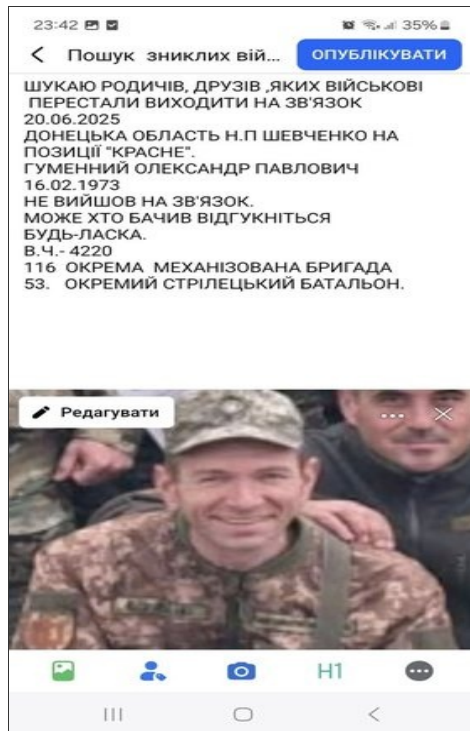 23:42 35%
Пошук зниклих вій... ОПУБЛІКУВАТИ
ШУКАЮ РОДИЧІВ, ДРУЗІВ ,ЯКИХ ВІЙСЬКОВІ
ПЕРЕСТАЛИ ВИХОДИТИ НА ЗВ'ЯЗОК
20.06.2025
ДОНЕЦЬКА ОБЛАСТЬ Н.П ШЕВЧЕНКО НА
ПОЗИЦІЇ "КРАСНЕ".
ГУМЕННИЙ ОЛЕКСАНДР ПАВЛОВИЧ
16.02.1973
НЕ ВИЙШОВ НА ЗВ'ЯЗОК.
МОЖЕ ХТО БАЧИВ ВІДГУКНІТЬСЯ
БУДЬ-ЛАСКА.
В.Ч.- 4220
116 ОКРЕМА МЕХАНІЗОВАНА БРИГАДА
53. ОКРЕМИЙ СТРІЛЕЦЬКИЙ БАТАЛЬОН.
Редагувати
H1